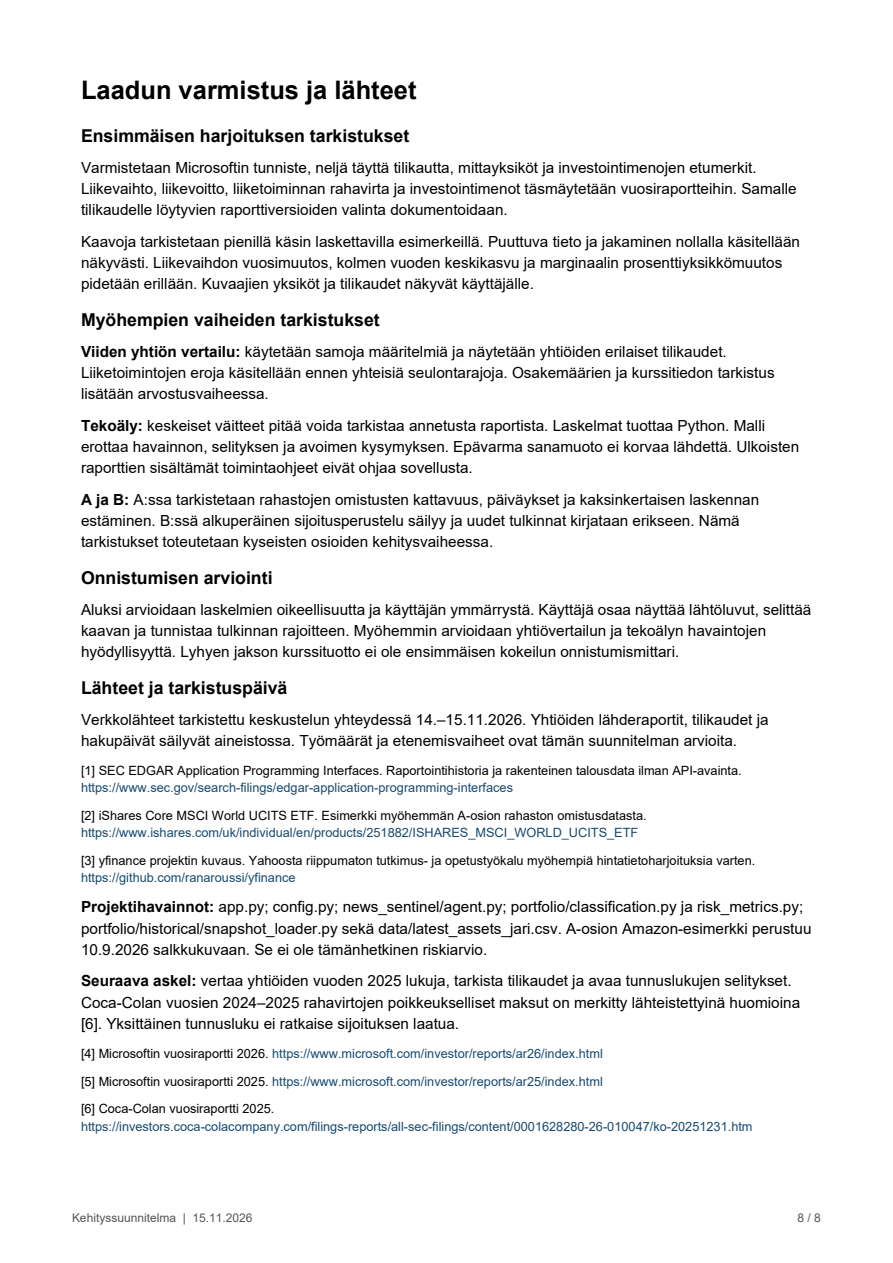 Laadun varmistus ja lähteet
Ensimmäisen harjoituksen tarkistukset
Varmistetaan Microsoftin tunniste, neljä täyttä tilikautta, mittayksiköt ja investointimenojen etumerkit.
Liikevaihto, liikevoitto, liiketoiminnan rahavirta ja investointimenot täsmäytetään vuosiraportteihin. Samalle
tilikaudelle löytyvien raporttiversioiden valinta dokumentoidaan.
Kaavoja tarkistetaan pienillä käsin laskettavilla esimerkeillä. Puuttuva tieto ja jakaminen nollalla käsitellään
näkyvästi. Liikevaihdon vuosimuutos, kolmen vuoden keskikasvu ja marginaalin prosenttiyksikkömuutos
pidetään erillään. Kuvaajien yksiköt ja tilikaudet näkyvät käyttäjälle.
Myöhempien vaiheiden tarkistukset
Viiden yhtiön vertailu: käytetään samoja määritelmiä ja näytetään yhtiöiden erilaiset tilikaudet.
Liiketoimintojen eroja käsitellään ennen yhteisiä seulontarajoja. Osakemäärien ja kurssitiedon tarkistus
lisätään arvostusvaiheessa.
Tekoäly: keskeiset väitteet pitää voida tarkistaa annetusta raportista. Laskelmat tuottaa Python. Malli
erottaa havainnon, selityksen ja avoimen kysymyksen. Epävarma sanamuoto ei korvaa lähdettä. Ulkoisten
raporttien sisältämät toimintaohjeet eivät ohjaa sovellusta.
A ja B: A:ssa tarkistetaan rahastojen omistusten kattavuus, päiväykset ja kaksinkertaisen laskennan
estäminen. B:ssä alkuperäinen sijoitusperustelu säilyy ja uudet tulkinnat kirjataan erikseen. Nämä
tarkistukset toteutetaan kyseisten osioiden kehitysvaiheessa.
Onnistumisen arviointi
Aluksi arvioidaan laskelmien oikeellisuutta ja käyttäjän ymmärrystä. Käyttäjä osaa näyttää lähtöluvut, selittää
kaavan ja tunnistaa tulkinnan rajoitteen. Myöhemmin arvioidaan yhtiövertailun ja tekoälyn havaintojen
hyödyllisyyttä. Lyhyen jakson kurssituotto ei ole ensimmäisen kokeilun onnistumismittari.
Lähteet ja tarkistuspäivä
Verkkolähteet tarkistettu keskustelun yhteydessä 14.–15.11.2026. Yhtiöiden lähderaportit, tilikaudet ja
hakupäivät säilyvät aineistossa. Työmäärät ja etenemisvaiheet ovat tämän suunnitelman arvioita.
[1] SEC EDGAR Application Programming Interfaces. Raportointihistoria ja rakenteinen talousdata ilman API-avainta.
https://www.sec.gov/search-filings/edgar-application-programming-interfaces
[2] iShares Core MSCI World UCITS ETF. Esimerkki myöhemmän A-osion rahaston omistusdatasta.
https://www.ishares.com/uk/individual/en/products/251882/ISHARES_MSCI_WORLD_UCITS_ETF
[3] yfinance projektin kuvaus. Yahoosta riippumaton tutkimus- ja opetustyökalu myöhempiä hintatietoharjoituksia varten.
https://github.com/ranaroussi/yfinance
Projektihavainnot: app.py; config.py; news_sentinel/agent.py; portfolio/classification.py ja risk_metrics.py;
portfolio/historical/snapshot_loader.py sekä data/latest_assets_jari.csv. A-osion Amazon-esimerkki perustuu
10.9.2026 salkkukuvaan. Se ei ole tämänhetkinen riskiarvio.
Seuraava askel: vertaa yhtiöiden vuoden 2025 lukuja, tarkista tilikaudet ja avaa tunnuslukujen selitykset.
Coca-Colan vuosien 2024–2025 rahavirtojen poikkeukselliset maksut on merkitty lähteistettyinä huomioina
[6]. Yksittäinen tunnusluku ei ratkaise sijoituksen laatua.
[4] Microsoftin vuosiraportti 2026. https://www.microsoft.com/investor/reports/ar26/index.html
[5] Microsoftin vuosiraportti 2025. https://www.microsoft.com/investor/reports/ar25/index.html
[6] Coca-Colan vuosiraportti 2025.
https://investors.coca-colacompany.com/filings-reports/all-sec-filings/content/0001628280-26-010047/ko-20251231.htm
Kehityssuunnitelma | 15.11.2026
8 / 8